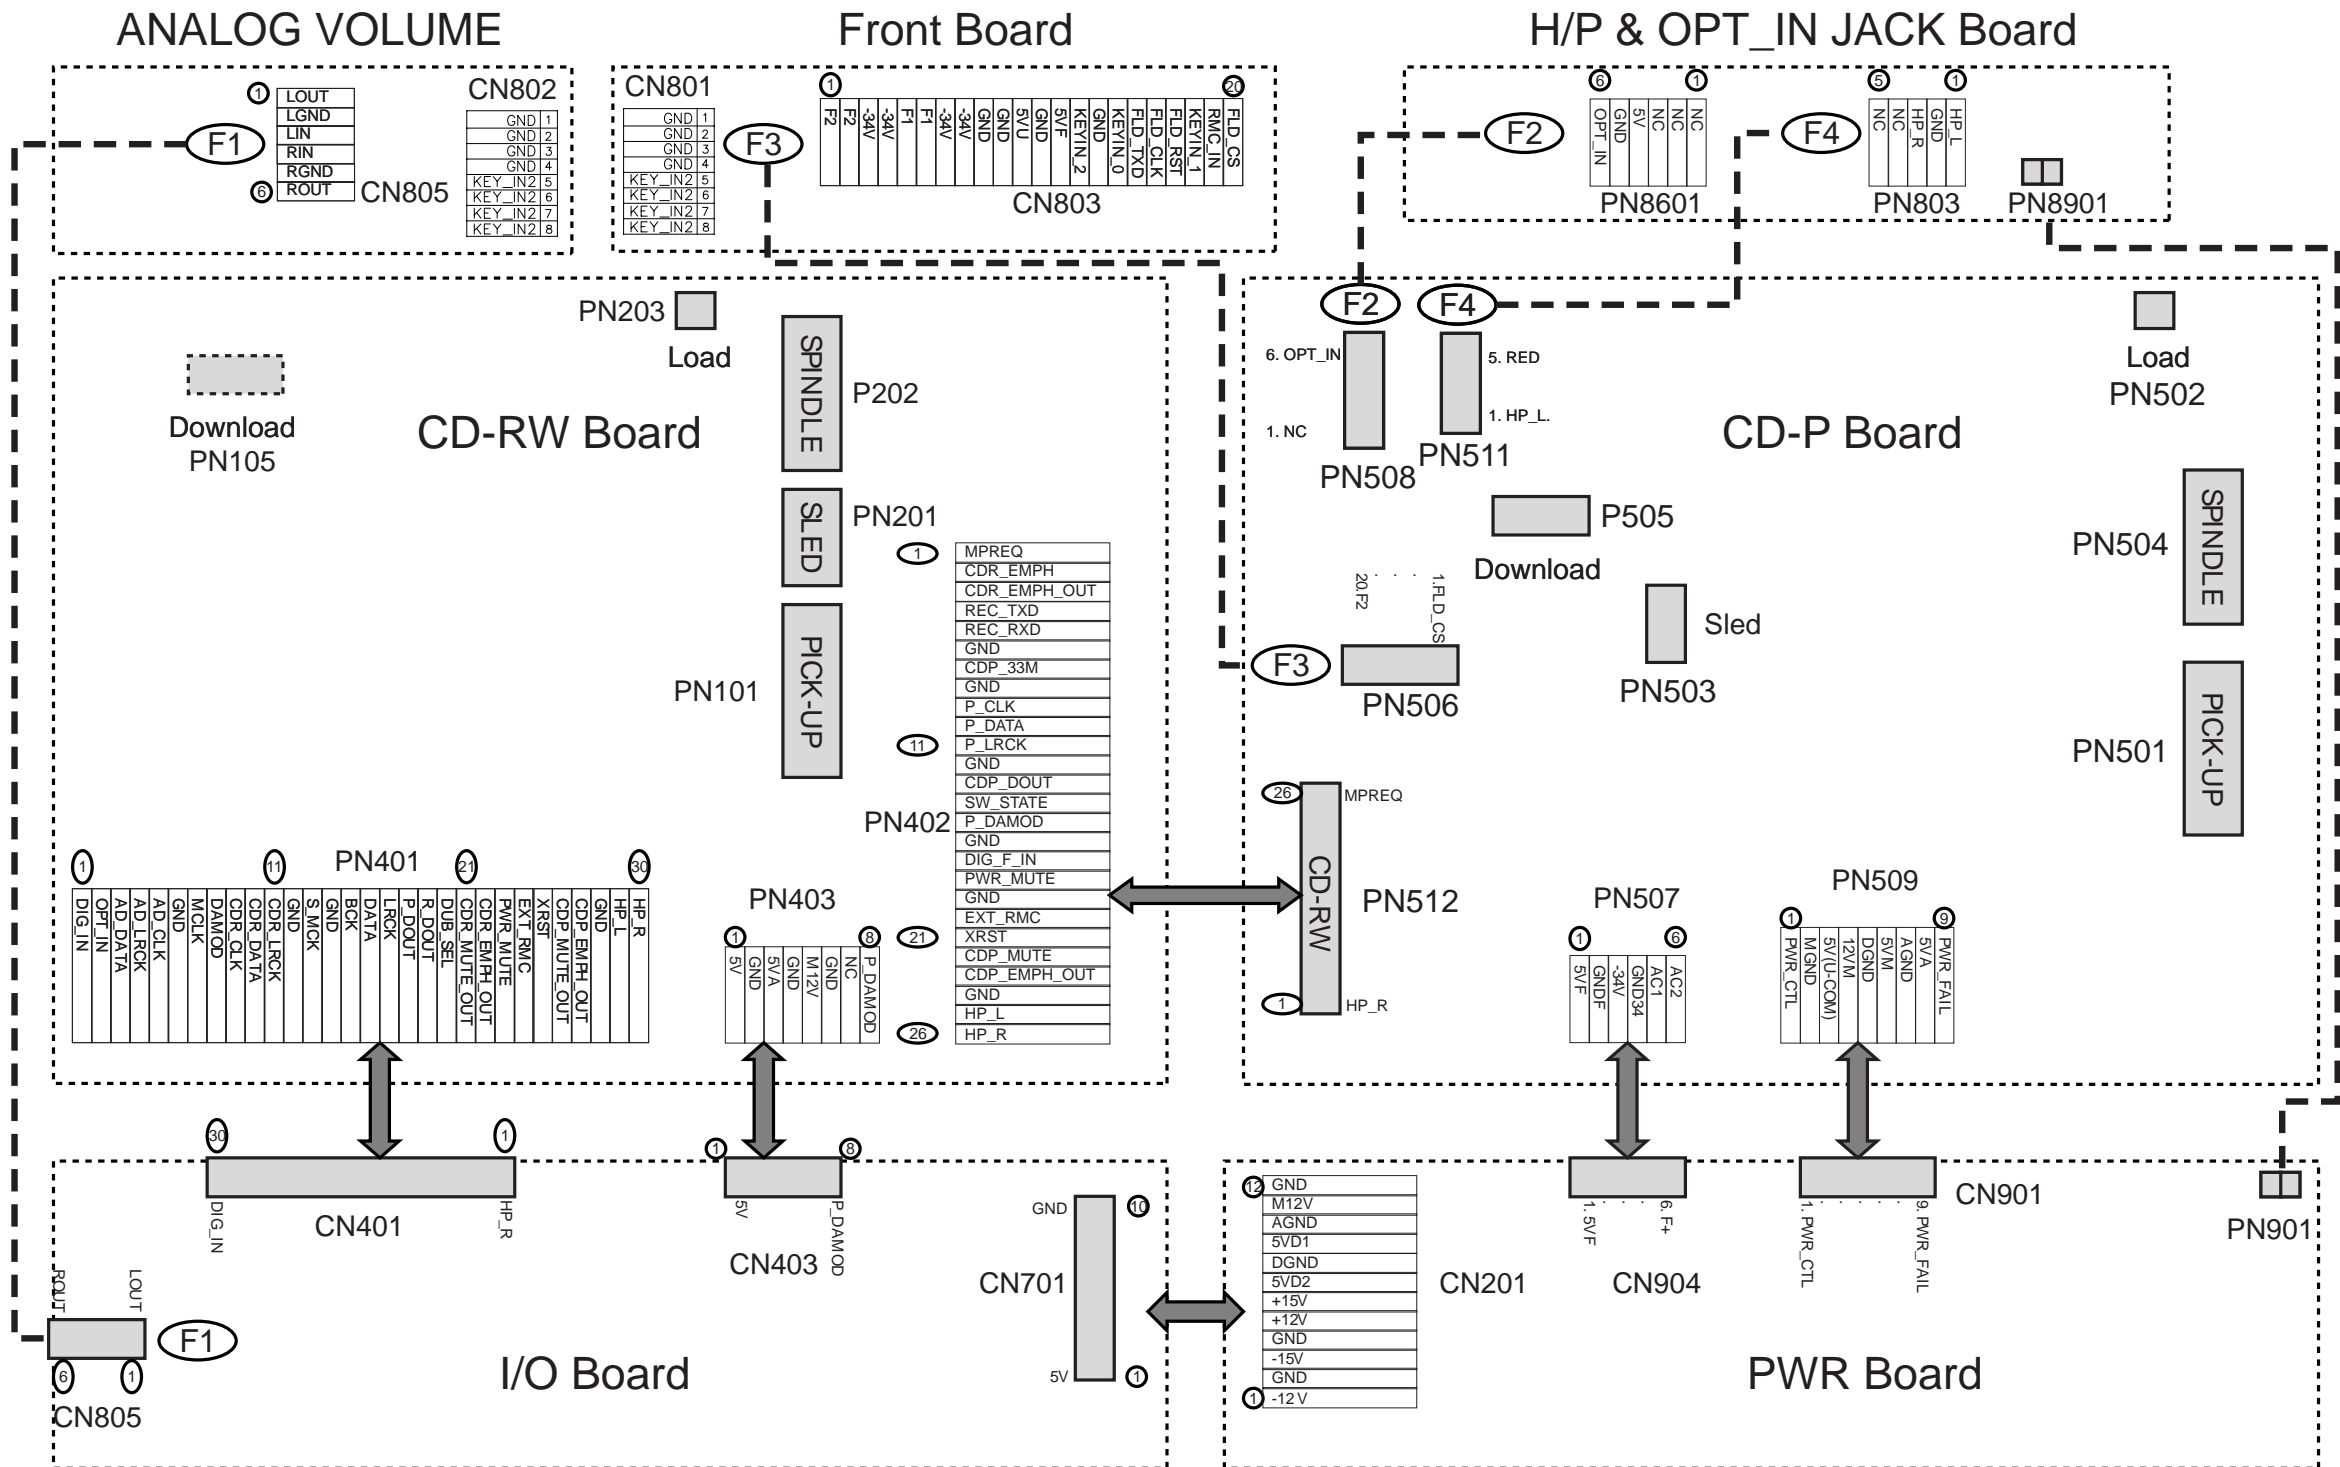 ANALOG VOLUME
1
LOUT
LGND
LIN
RIN
RGND
ROUT
6
CN805
F1
CN802
GND 1
GND 2
GND 3
GND 4
KEY_IN2 5
KEY_IN2 6
KEY_IN2 7
KEY_IN2 8
Front Board
CN801
GND 1
GND 2
GND 3
GND 4
KEY_IN2 5
KEY_IN2 6
KEY_IN2 7
KEY_IN2 8
F3
1
20
F2
F2
-34V
-34V
F1
F1
-34V
-34V
GND
GND
5VU
GND
5VF
KEYIN_2
GND
KEYIN_0
FLD_TXD
FLD_CLK
FLD_RST
KEYIN_1
RMC_IN
FLD_CS
CN803
H/P & OPT_IN JACK Board
F2
6
1
OPT_IN
GND
5V
NC
NC
NC
PN8601
F4
5
1
NC
NC
HP_R
GND
HP_L
PN803
PN8901
CD-RW Board
PN203
Load
Download
PN105
SPINDLE
P202
SLED
PN201
PICK-UP
PN101
PN402
1
MPREQ
CDR_EMPH
CDR_EMPH_OUT
REC_TXD
REC_RXD
GND
CDP_33M
GND
P_CLK
P_DATA
11
P_LRCK
GND
CDP_DOUT
SW_STATE
P_DAMOD
GND
DIG_F_IN
PWR_MUTE
GND
EXT_RMC
21
XRST
CDP_MUTE
CDP_EMPH_OUT
GND
HP_L
26
HP_R
PN401
1
11
21
30
DIG_IN
OPT_IN
AD_DATA
AD_LRCK
AD_CLK
GND
MCLK
DAMOD
CDR_CLK
CDR_DATA
CDR_LRCK
GND
S_MCK
GND
BCK
DATA
LRCK
P_DOUT
R_DOUT
DUB_SEL
CDR_MUTE_OUT
CDR_EMPH_OUT
PWR_MUTE
EXT_RMC
XRST
CDP_MUTE_OUT
CDP_EMPH_OUT
GND
HP_L
HP_R
PN403
1
8
5V
GND
5VA
GND
M12V
GND
NC
P_DAMOD
CD-P Board
F2
F4
6. OPT_IN
1. NC
PN508
5. RED
1. HP_L.
PN511
Load
PN502
P505
Download
20.F2
. . .
1.FLD_CS
F3
PN506
Sled
PN503
PN504
SPINDLE
PN501
PICK-UP
26
MPREQ
CD-RW
PN512
1
HP_R
PN507
1
6
5VF
GNDF
-34V
GND34
AC1
AC2
PN509
1
9
PWR_CTL
MGND
5V(U-COM)
12VM
DGND
5VM
AGND
5VA
PWR_FAIL
I/O Board
30
1
DIG_IN
CN401
HP_R
1
8
5V
CN403
P_DAMOD
ROUT
LOUT
F1
6
1
CN805
GND
10
CN701
5V
1
PWR Board
12
GND
M12V
AGND
5VD1
DGND
5VD2
+15V
+12V
GND
-15V
GND
1
-12 V
CN201
1. 5VF
. .
6. F+
CN904
1. PWR_CTL
. . . .
9. PWR_FAIL
CN901
PN901